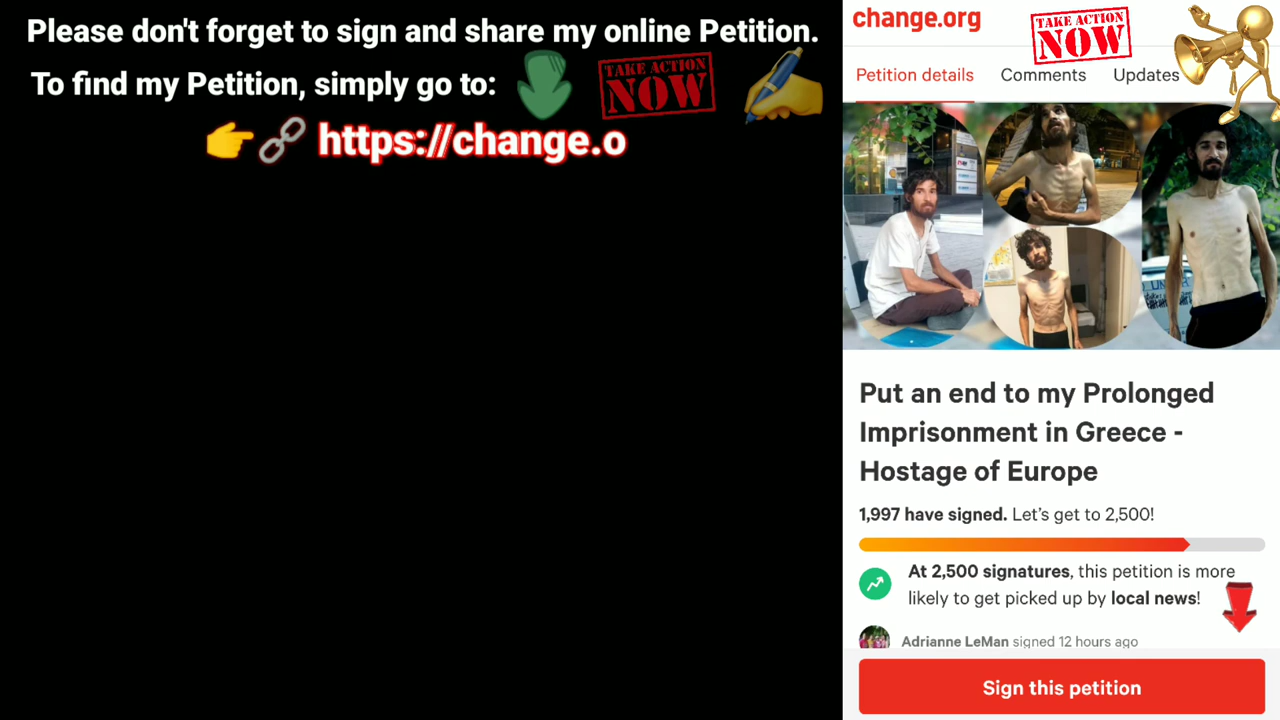 Please don't forget to sign and share my online Petition.
To find my Petition, simply go to:
TAKE ACTION
NOW
https://change.o
change.org
TAKE ACTION
NOW
Petition details
Comments
Updates
Put an end to my Prolonged
Imprisonment in Greece -
Hostage of Europe
1,997 have signed. Let's get to 2,500!
At 2,500 signatures, this petition is more
likely to get picked up by local news!
Adrianne LeMan signed 12 hours ago
Sign this petition